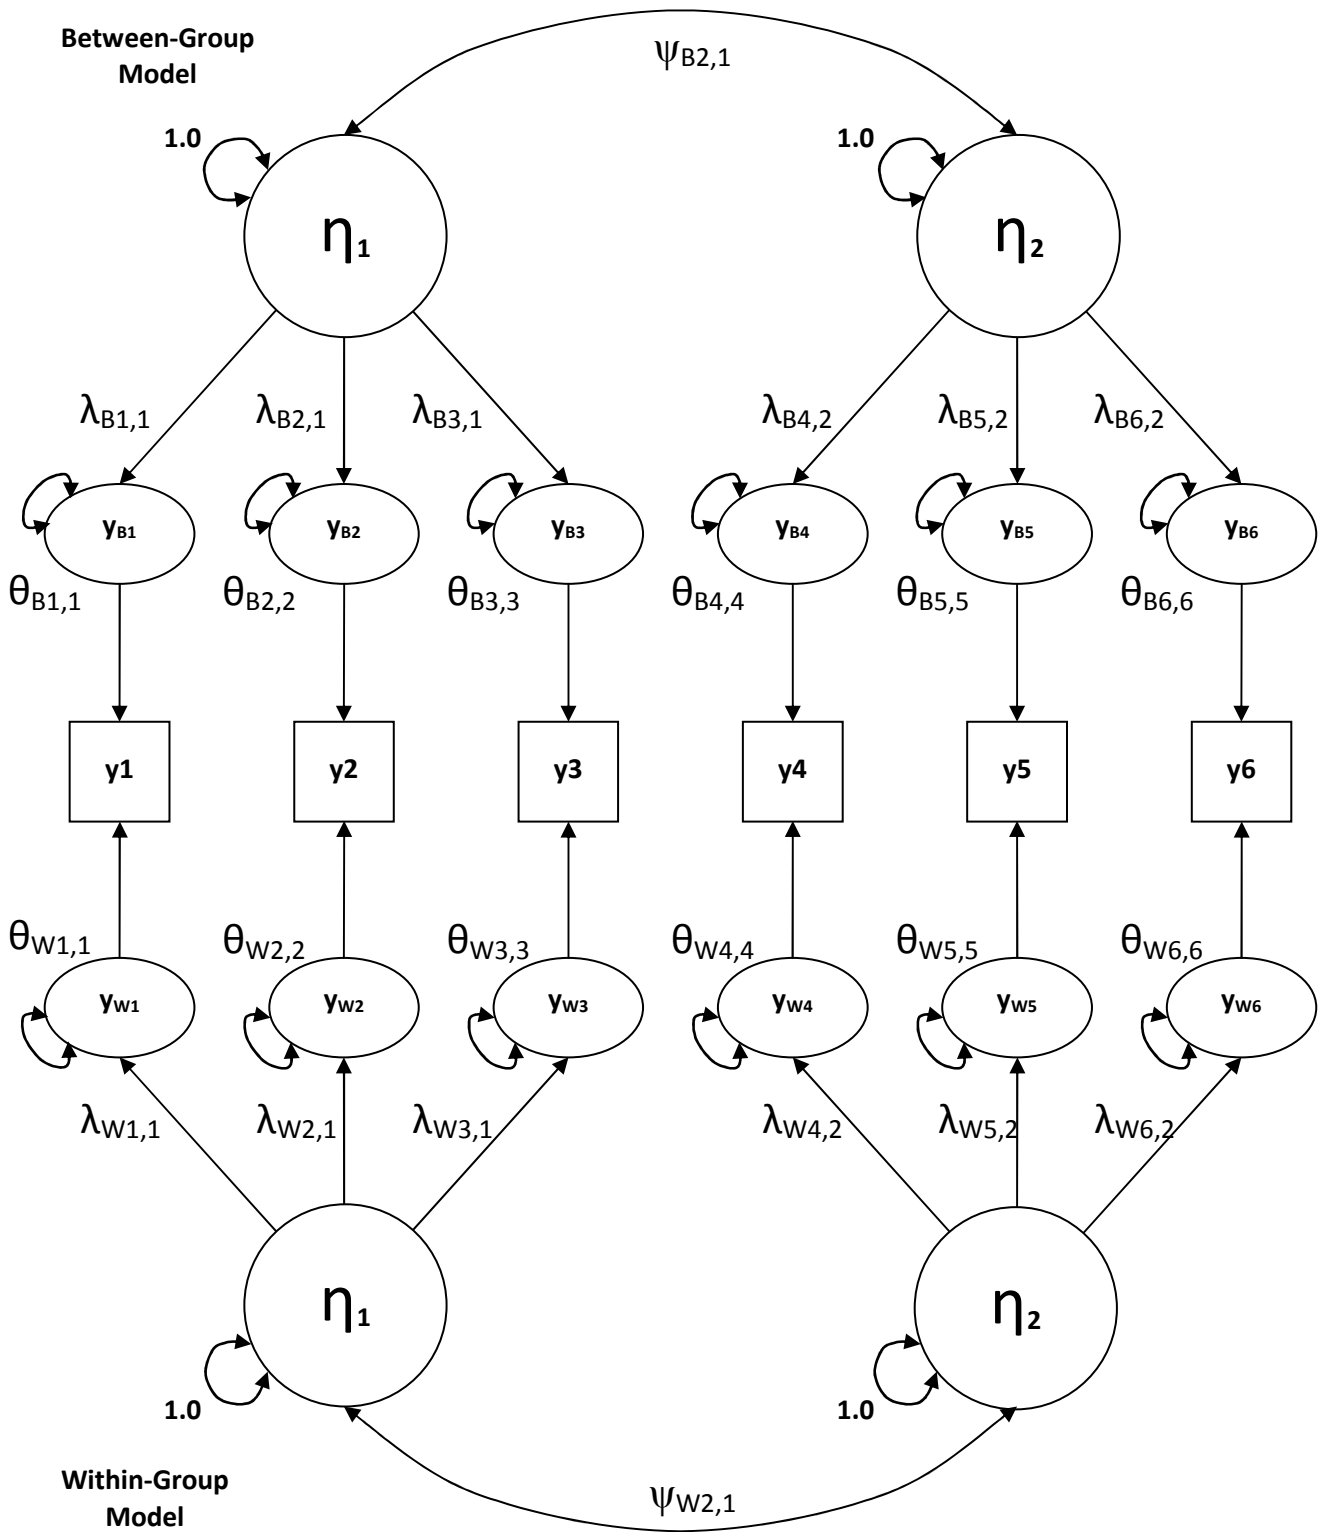 Between-Group
Model
ψB2,1
1.0
1.0
η1
η2
λB1,1
λB2,1
λB3,1
λB4,2
λB5,2
λB6,2
yB1
yB2
yB3
yB4
yB5
yB6
θB1,1
θB2,2
θB3,3
θB4,4
θB5,5
θB6,6
y1
y2
y3
y4
y5
y6
θW1,1
θW2,2
θW3,3
θW4,4
θW5,5
θW6,6
yW1
yW2
yW3
yW4
yW5
yW6
λW1,1
λW2,1
λW3,1
λW4,2
λW5,2
λW6,2
η1
η2
1.0
1.0
Within-Group
Model
ψW2,1